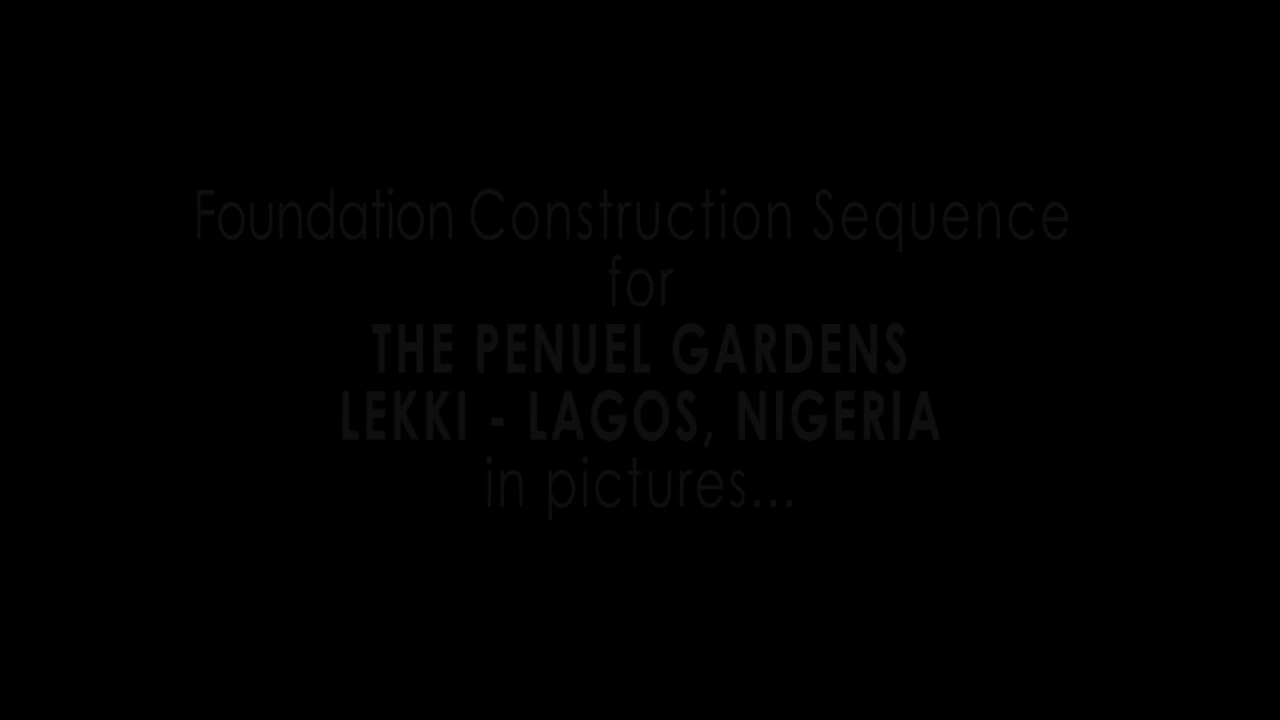 Foundation Construction Sequence
for
THE PENUEL GARDENS
LEKKI - LAGOS, NIGERIA
in pictures...